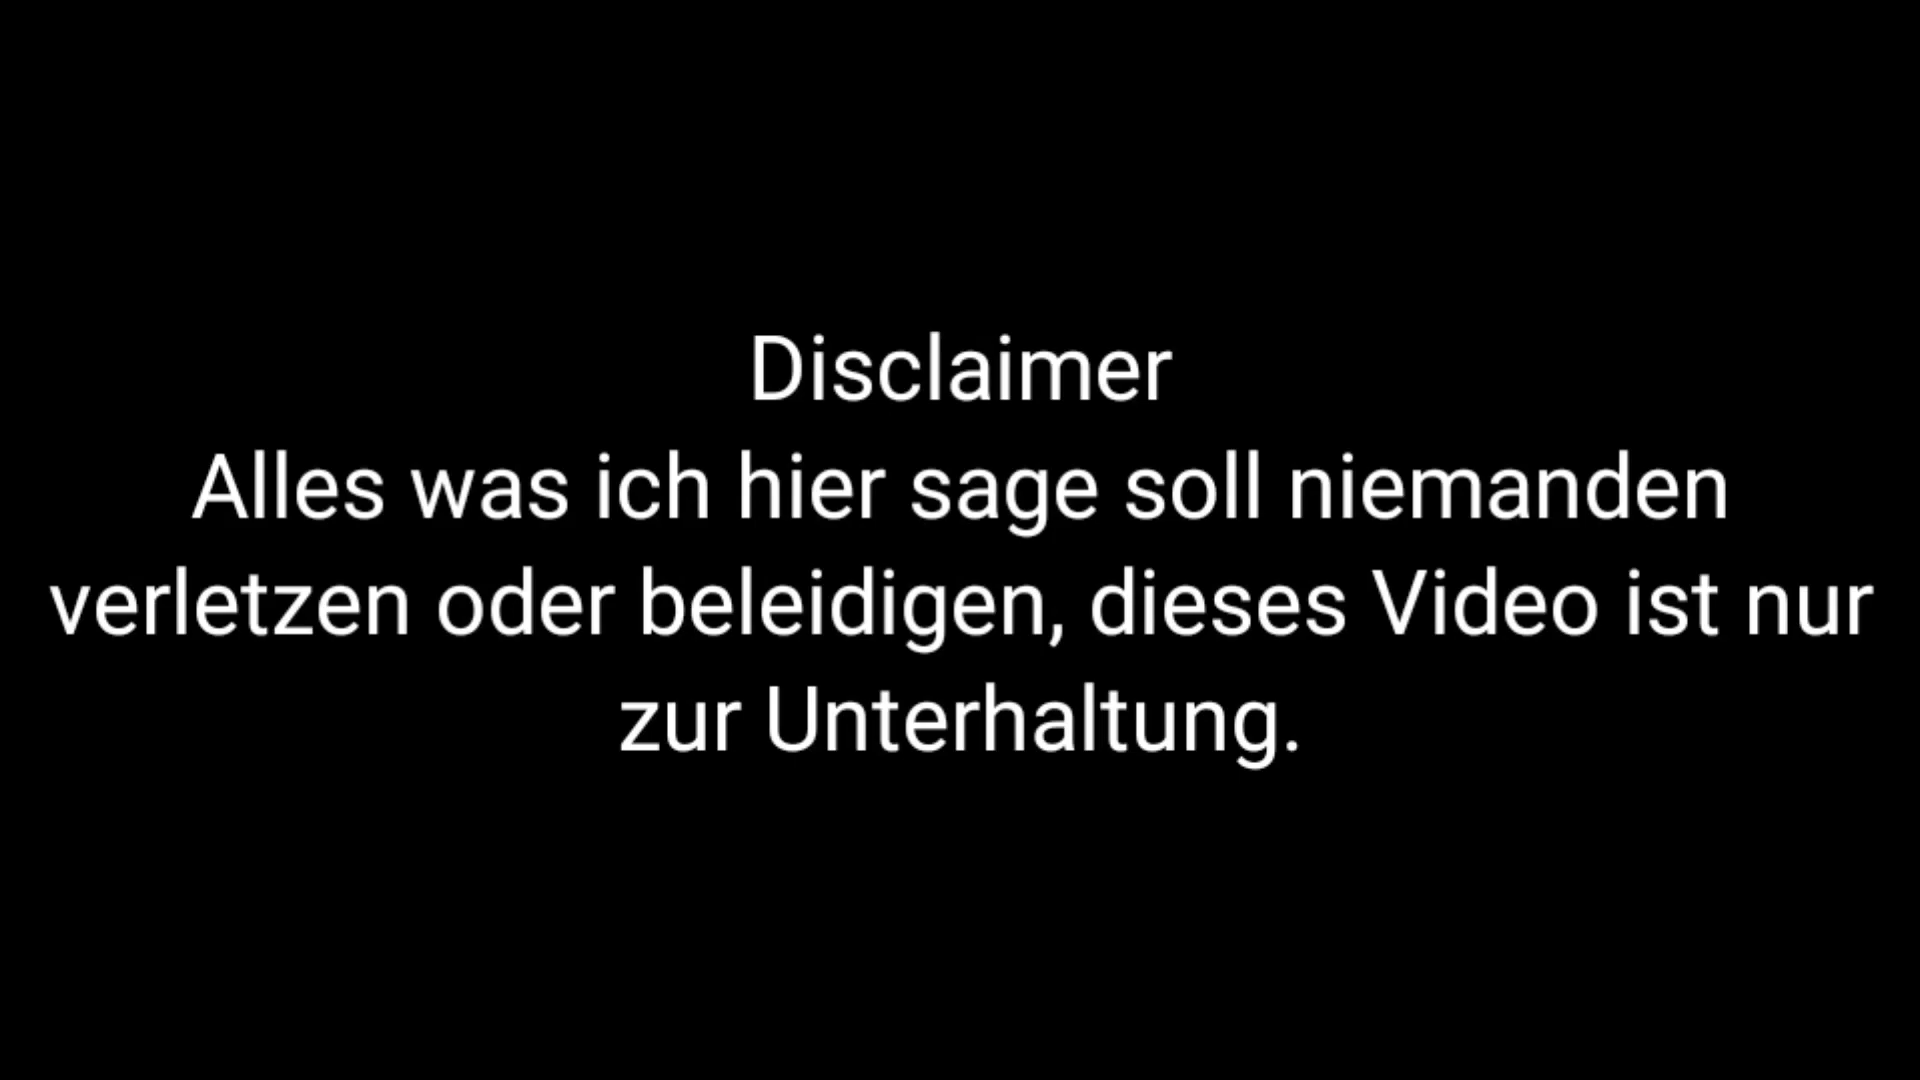 Disclaimer
Alles was ich hier sage soll niemanden
verletzen oder beleidigen, dieses Video ist nur
zur Unterhaltung.